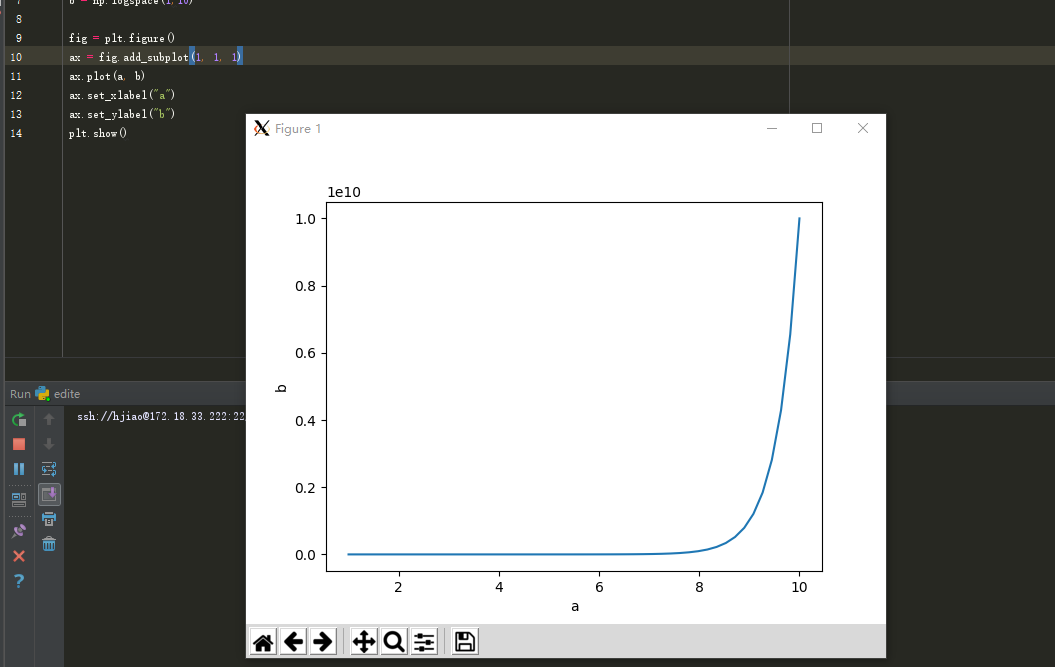 7 b = np.logspace(1,10)
8
9 fig = plt.figure()
10 ax = fig.add_subplot(1, 1, 1)
11 ax.plot(a, b)
12 ax.set_xlabel("a")
13 ax.set_ylabel("b")
14 plt.show()
Figure 1
1e10
1.0
0.8
0.6
0.4
0.2
0.0
b
2 4 6 8 10
a
Run edite
ssh://hjiao@172.18.33.222:22